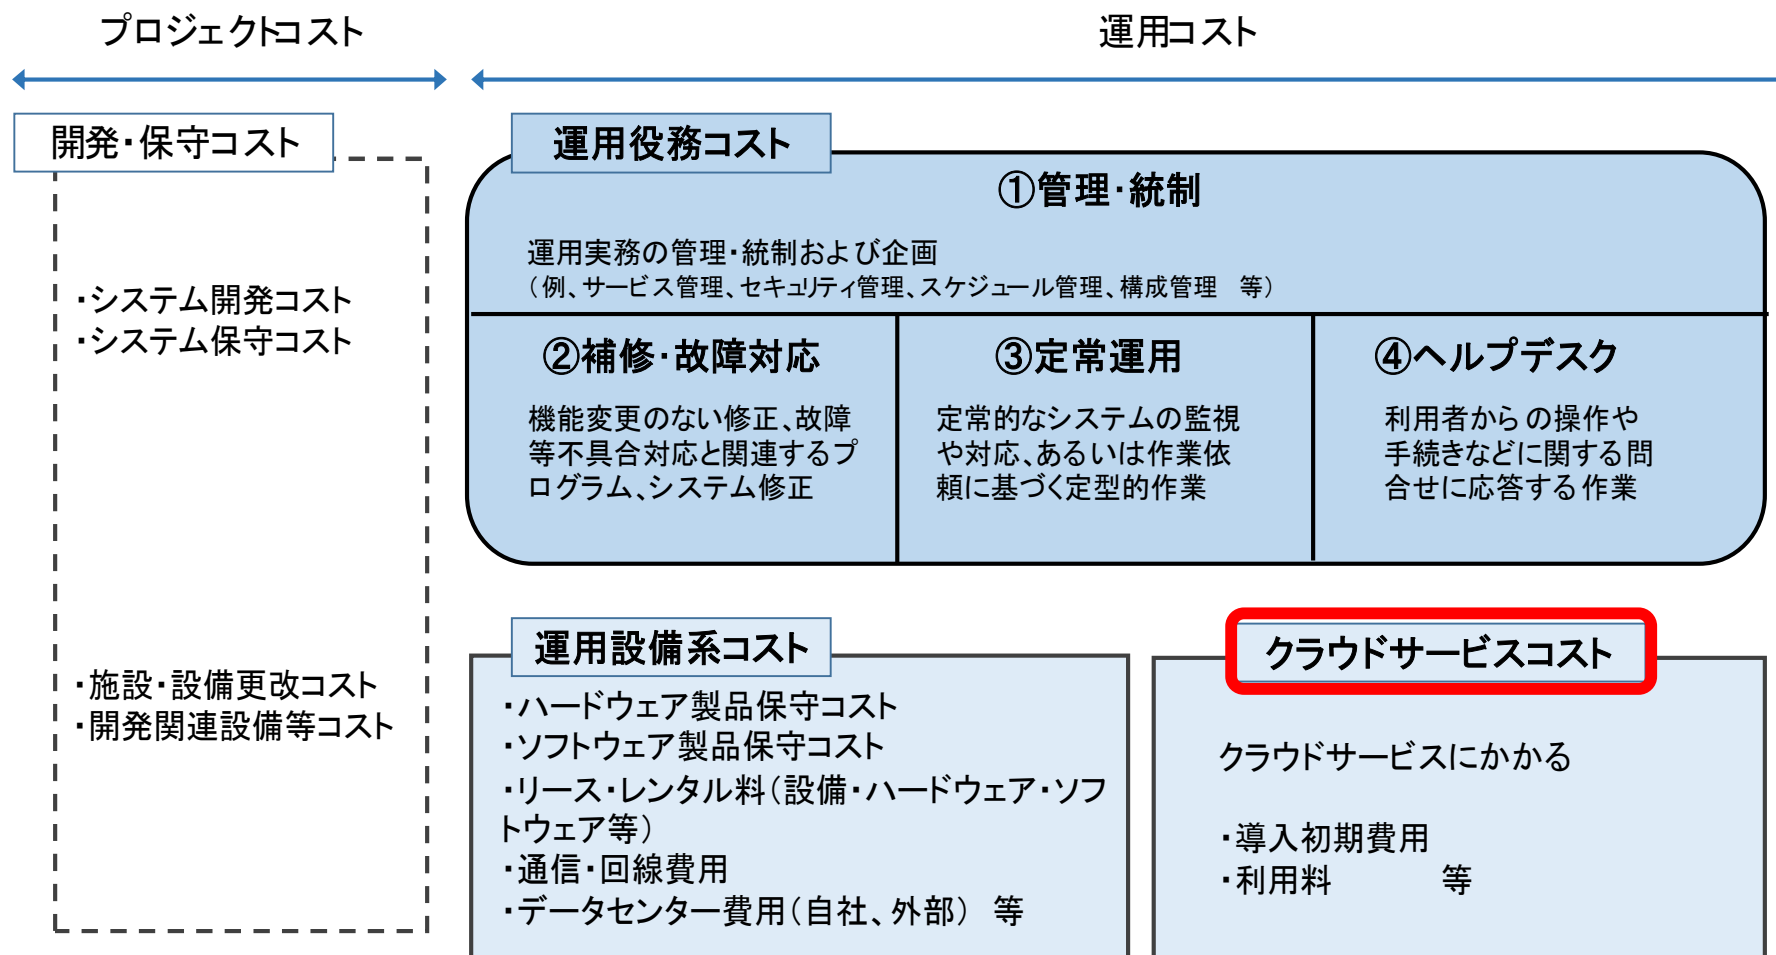 プロジェクトコスト
運用コスト
開発・保守コスト
・システム開発コスト
・システム保守コスト
・施設・設備更改コスト
・開発関連設備等コスト
運用役務コスト
①管理・統制
運用実務の管理・統制および企画
（例、サービス管理、セキュリティ管理、スケジュール管理、構成管理　等）
②補修・故障対応
機能変更のない修正、故障
等不具合対応と関連するプ
ログラム、システム修正
③定常運用
定常的なシステムの監視
や対応、あるいは作業依
頼に基づく定型的作業
④ヘルプデスク
利用者からの操作や
手続きなどに関する問
合せに応答する作業
運用設備系コスト
・ハードウェア製品保守コスト
・ソフトウェア製品保守コスト
・リース・レンタル料（設備・ハードウェア・ソフ
トウェア等）
・通信・回線費用
・データセンター費用（自社、外部）　等
クラウドサービスコスト
クラウドサービスにかかる
・導入初期費用
・利用料　　　　等